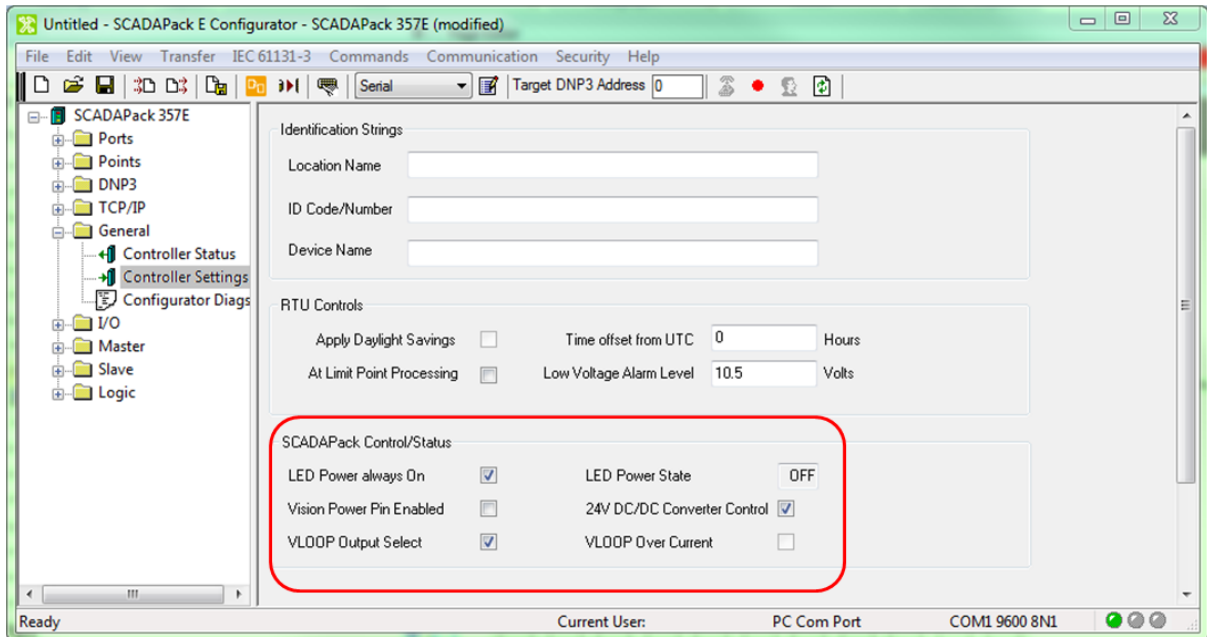 Untitled - SCADAPack E Configurator - SCADAPack 357E (modified)
File Edit View Transfer IEC 61131-3 Commands Communication Security Help
Serial Target DNP3 Address 0
SCADAPack 357E
Ports
Points
DNP3
TCP/IP
General
Controller Status
Controller Settings
Configurator Diags
I/O
Master
Slave
Logic
Identification Strings
Location Name
ID Code/Number
Device Name
RTU Controls
Apply Daylight Savings Time offset from UTC 0 Hours
At Limit Point Processing Low Voltage Alarm Level 10.5 Volts
SCADAPack Control/Status
LED Power always On LED Power State OFF
Vision Power Pin Enabled 24V DC/DC Converter Control
VLOOP Output Select VLOOP Over Current
Ready Current User: PC Com Port COM1 9600 8N1